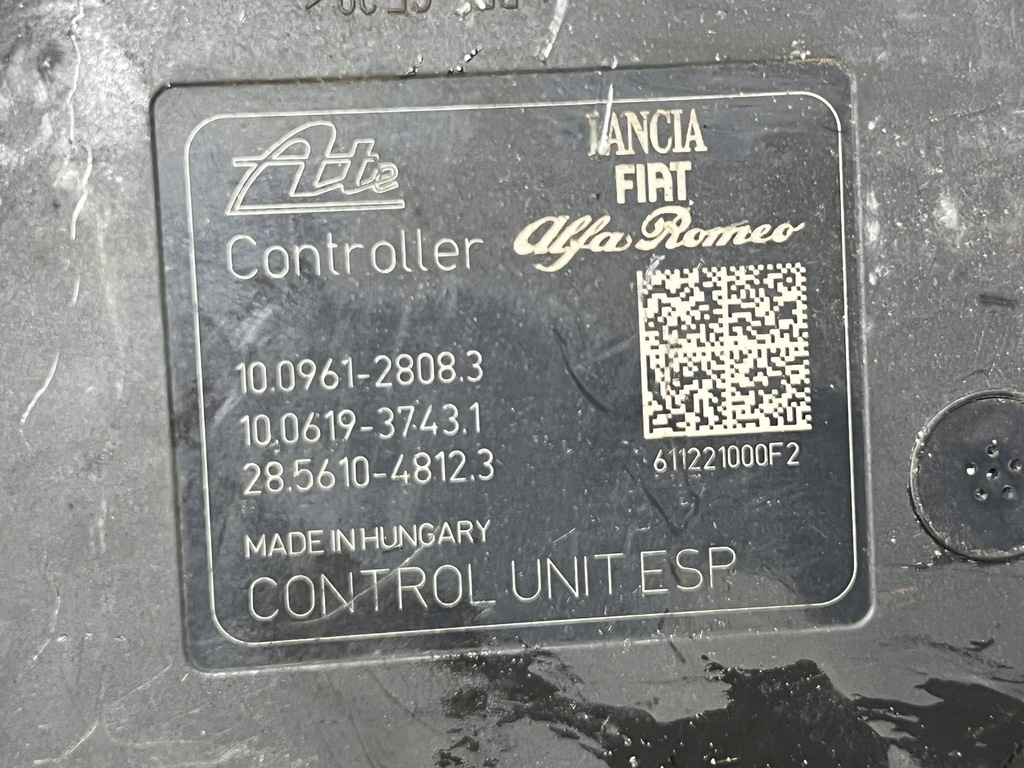 Ate
LANCIA
FIAT
Alfa Romeo
Controller
10.0961-2808.3
10.0619-3743.1
28.5610-4812.3
611221000F2
MADE IN HUNGARY
CONTROL UNIT ESP